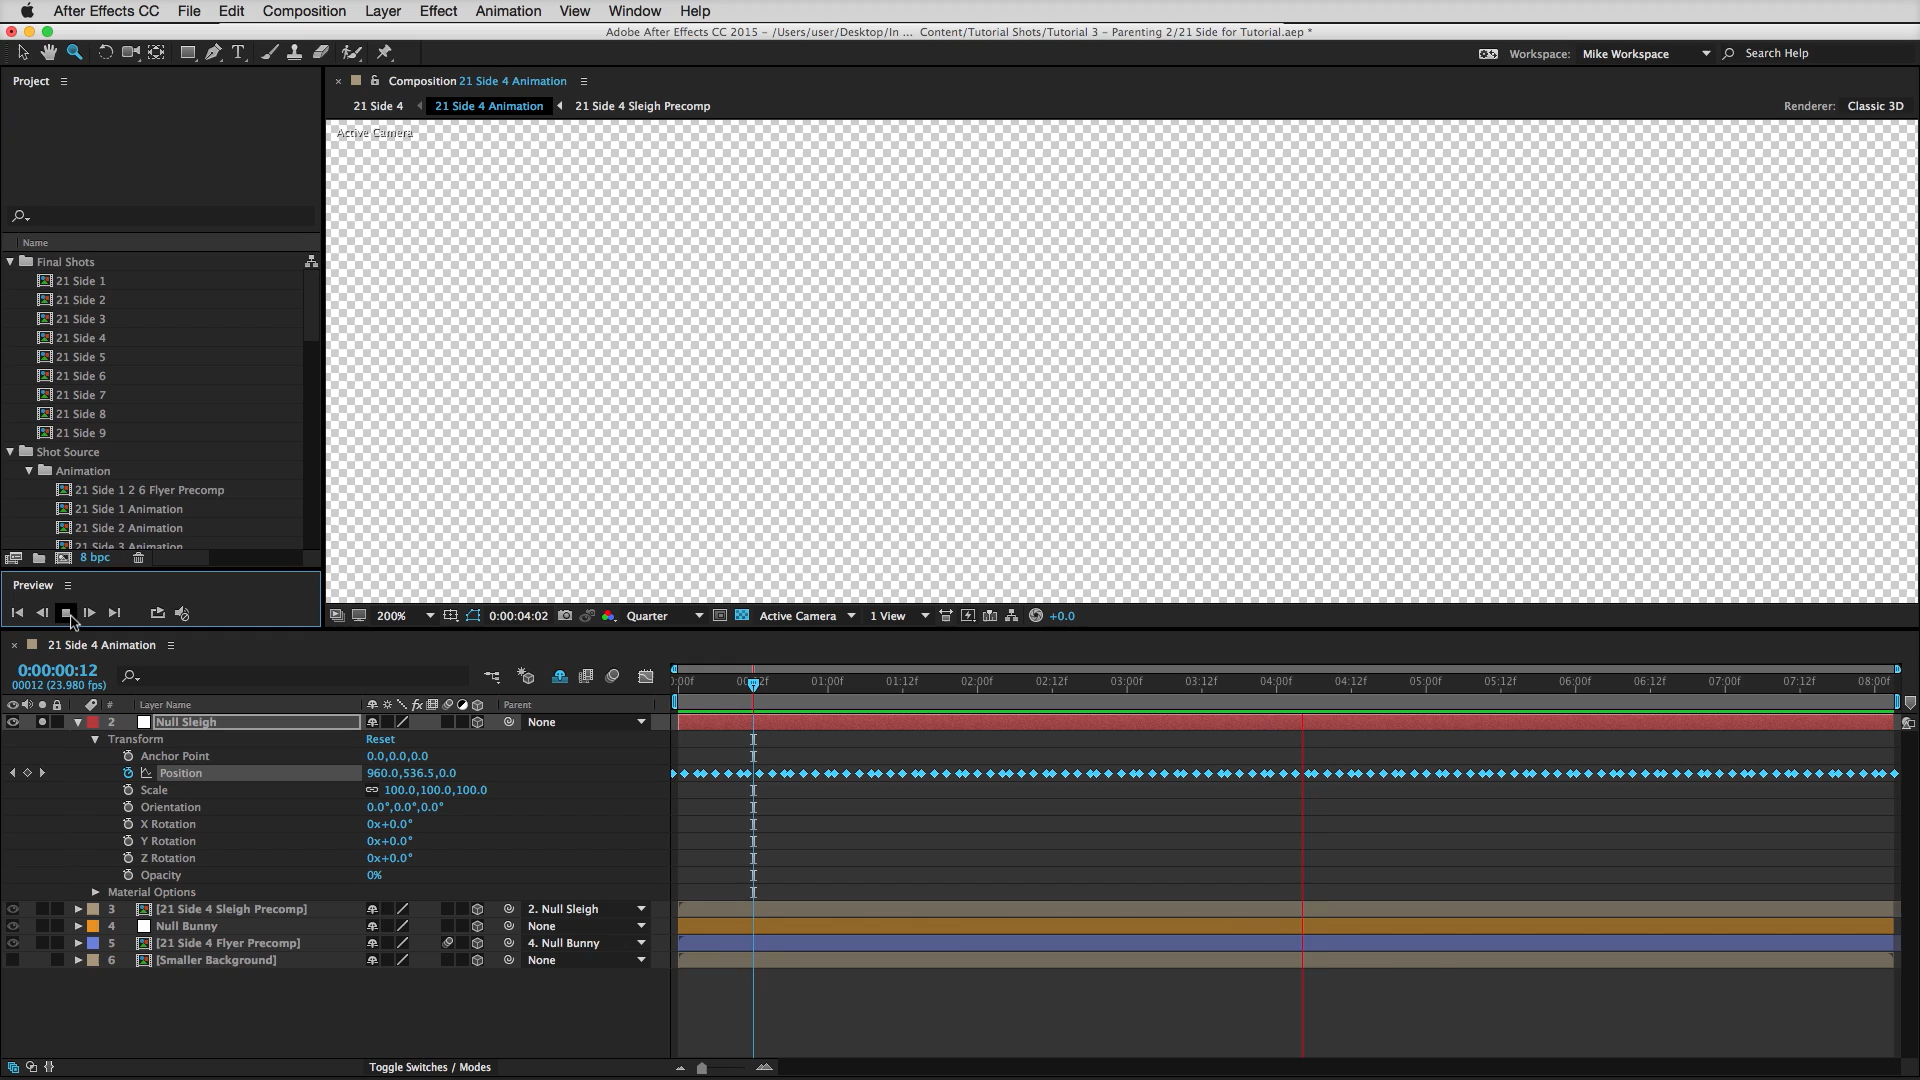 After Effects CC File Edit Composition Layer Effect Animation View Window Help
Adobe After Effects CC 2015 - /Users/user/Desktop/In ... Content/Tutorial Shots/Tutorial 3 - Parenting 2/21 Side for Tutorial.aep *
T Workspace: Mike Workspace Search Help
Project
Composition 21 Side 4 Animation
21 Side 4 21 Side 4 Animation 21 Side 4 Sleigh Precomp Renderer: Classic 3D
Active Camera
Name
Final Shots
21 Side 1
21 Side 2
21 Side 3
21 Side 4
21 Side 5
21 Side 6
21 Side 7
21 Side 8
21 Side 9
Shot Source
Animation
21 Side 1 2 6 Flyer Precomp
21 Side 1 Animation
21 Side 2 Animation
21 Side 3 Animation
8 bpc
Preview
200% 0:00:04:02 Quarter Active Camera 1 View +0.0
21 Side 4 Animation
0:00:00:12
00012 (23.980 fps)
01:00f 01:12f 02:00f 02:12f 03:00f 03:12f 04:00f 04:12f 05:00f 05:12f 06:00f 06:12f 07:00f 07:12f 08:00f
# Layer Name fx Parent
2 Null Sleigh None
Transform Reset
Anchor Point 0.0,0.0,0.0
Position 960.0,536.5,0.0
Scale 100.0,100.0,100.0
Orientation 0.0°,0.0°,0.0°
X Rotation 0x+0.0°
Y Rotation 0x+0.0°
Z Rotation 0x+0.0°
Opacity 0%
Material Options
3 [21 Side 4 Sleigh Precomp] 2. Null Sleigh
4 Null Bunny None
5 [21 Side 4 Flyer Precomp] 4. Null Bunny
6 [Smaller Background] None
Toggle Switches / Modes